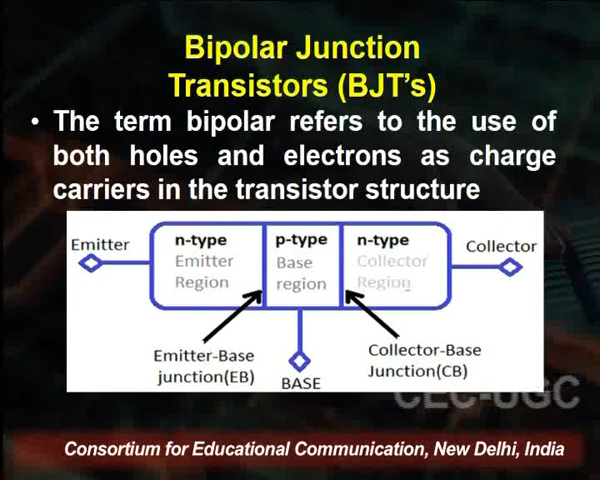 Bipolar Junction
Transistors (BJT's)
• The term bipolar refers to the use of
both holes and electrons as charge
carriers in the transistor structure
Emitter
n-type
Emitter
Region
p-type
Base
region
n-type
Collector
Region
Collector
Emitter-Base
junction(EB)
BASE
Collector-Base
Junction(CB)
CEC-UGC
Consortium for Educational Communication, New Delhi, India